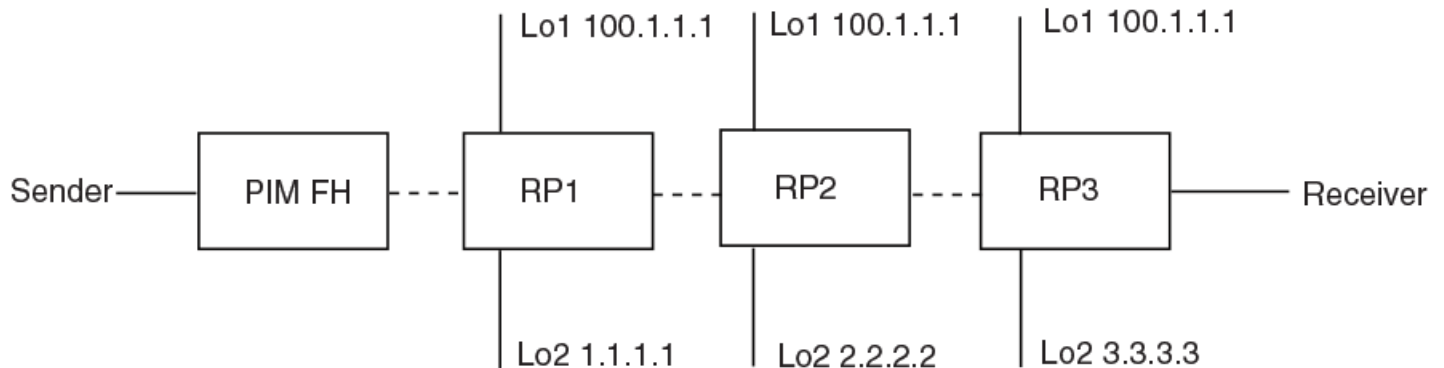 Lo1 100.1.1.1
Lo1 100.1.1.1
Lo1 100.1.1.1
Sender
PIM FH
RP1
RP2
RP3
Receiver
Lo2 1.1.1.1
Lo2 2.2.2.2
Lo2 3.3.3.3